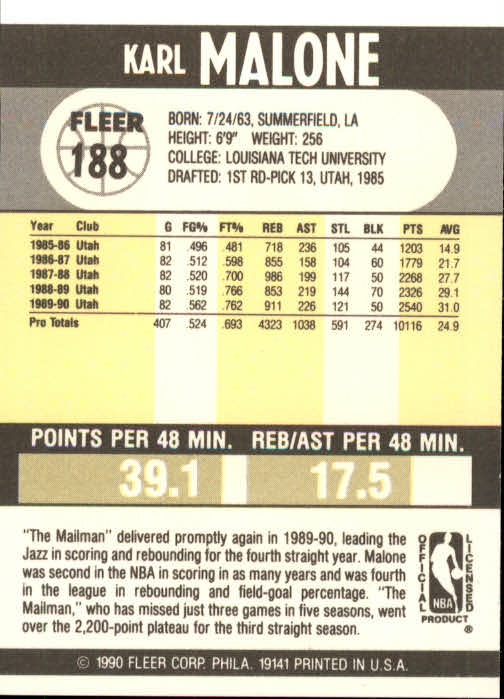 KARL MALONE
FLEER
188
BORN: 7/24/63, SUMMERFIELD, LA
HEIGHT: 6'9" WEIGHT: 256
COLLEGE: LOUISIANA TECH UNIVERSITY
DRAFTED: 1ST RD-PICK 13, UTAH, 1985
Year Club G FG% FT% REB AST STL BLK PTS AVG
1985-86 Utah 81 .496 .481 718 236 105 44 1203 14.9
1986-87 Utah 82 .512 .598 855 158 104 60 1779 21.7
1987-88 Utah 82 .520 .700 986 199 117 50 2268 27.7
1988-89 Utah 80 .519 .766 853 219 144 70 2326 29.1
1989-90 Utah 82 .562 .762 911 226 121 50 2540 31.0
Pro Totals 407 .524 .693 4323 1038 591 274 10116 24.9
POINTS PER 48 MIN. REB/AST PER 48 MIN.
39.1 17.5
"The Mailman" delivered promptly again in 1989-90, leading the
Jazz in scoring and rebounding for the fourth straight year. Malone
was second in the NBA in scoring in as many years and was fourth
in the league in rebounding and field-goal percentage. "The
Mailman," who has missed just three games in five seasons, went
over the 2,200-point plateau for the third straight season.
OFFICIAL LICENSED
NBA
PRODUCT ®
© 1990 FLEER CORP. PHILA. 19141 PRINTED IN U.S.A.